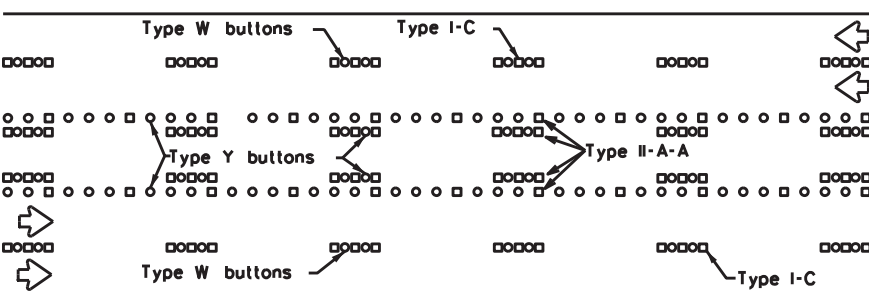 Type W buttons
Type I-C
Type Y buttons
Type II-A-A
Type W buttons
Type I-C